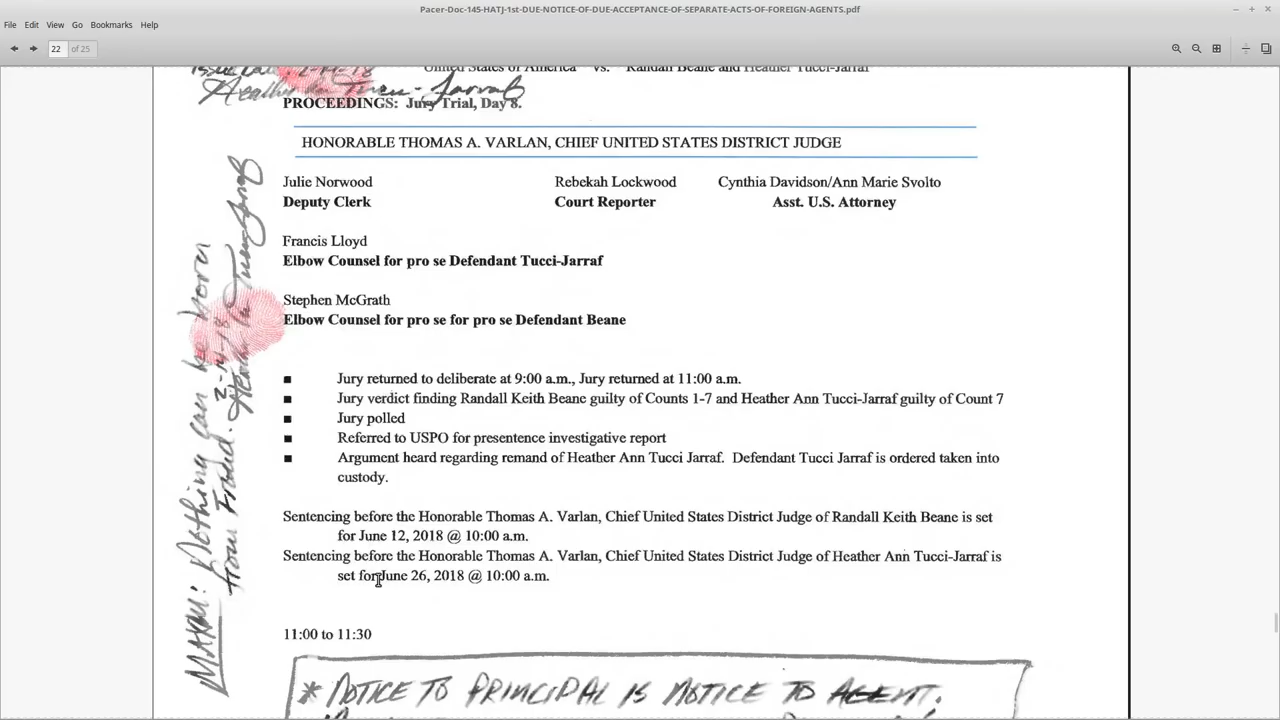 Pacer-Doc-145-HATJ-1st-DUE-NOTICE-OF-DUE-ACCEPTANCE-OF-SEPARATE-ACTS-OF-FOREIGN-AGENTS.pdf
File Edit View Go Bookmarks Help
22 of 25
United States of America vs. Randall Beane and Heather Tucci-Jarraf
Heather Tucci-Jarraf
PROCEEDINGS: Jury Trial, Day 8.
HONORABLE THOMAS A. VARLAN, CHIEF UNITED STATES DISTRICT JUDGE
Julie Norwood Rebekah Lockwood Cynthia Davidson/Ann Marie Svolto
Deputy Clerk Court Reporter Asst. U.S. Attorney
Francis Lloyd
Elbow Counsel for pro se Defendant Tucci-Jarraf
Stephen McGrath
Elbow Counsel for pro se for pro se Defendant Beane
■ Jury returned to deliberate at 9:00 a.m., Jury returned at 11:00 a.m.
■ Jury verdict finding Randall Keith Beane guilty of Counts 1-7 and Heather Ann Tucci-Jarraf guilty of Count 7
■ Jury polled
■ Referred to USPO for presentence investigative report
■ Argument heard regarding remand of Heather Ann Tucci Jarraf. Defendant Tucci Jarraf is ordered taken into
custody.
Sentencing before the Honorable Thomas A. Varlan, Chief United States District Judge of Randall Keith Beane is set
for June 12, 2018 @ 10:00 a.m.
Sentencing before the Honorable Thomas A. Varlan, Chief United States District Judge of Heather Ann Tucci-Jarraf is
set for June 26, 2018 @ 10:00 a.m.
11:00 to 11:30
* NOTICE TO PRINCIPAL IS NOTICE TO AGENT.
MAXIM: Nothing can be born
from Fraud. Heather Tucci-Jarraf